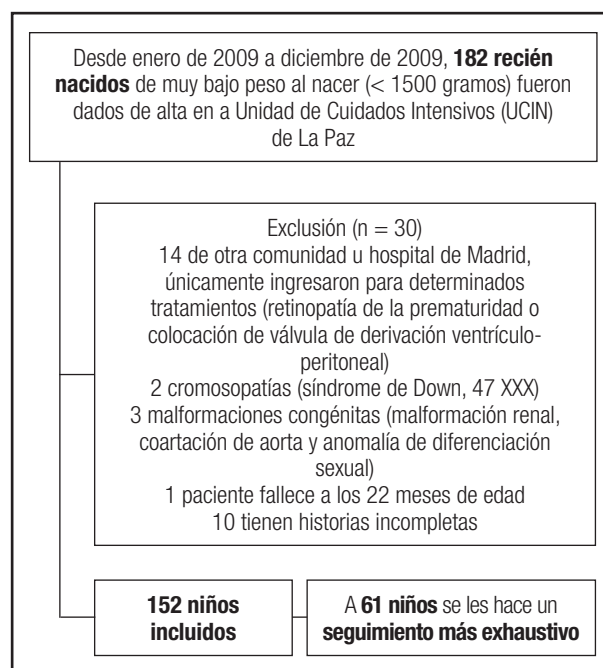 Desde enero de 2009 a diciembre de 2009, 182 recién
nacidos de muy bajo peso al nacer (< 1500 gramos) fueron
dados de alta en a Unidad de Cuidados Intensivos (UCIN)
de La Paz
Exclusión (n = 30)
14 de otra comunidad u hospital de Madrid,
únicamente ingresaron para determinados
tratamientos (retinopatía de la prematuridad o
colocación de válvula de derivación ventrículo-
peritoneal)
2 cromosopatías (síndrome de Down, 47 XXX)
3 malformaciones congénitas (malformación renal,
coartación de aorta y anomalía de diferenciación
sexual)
1 paciente fallece a los 22 meses de edad
10 tienen historias incompletas
152 niños
incluidos
A 61 niños se les hace un
seguimiento más exhaustivo